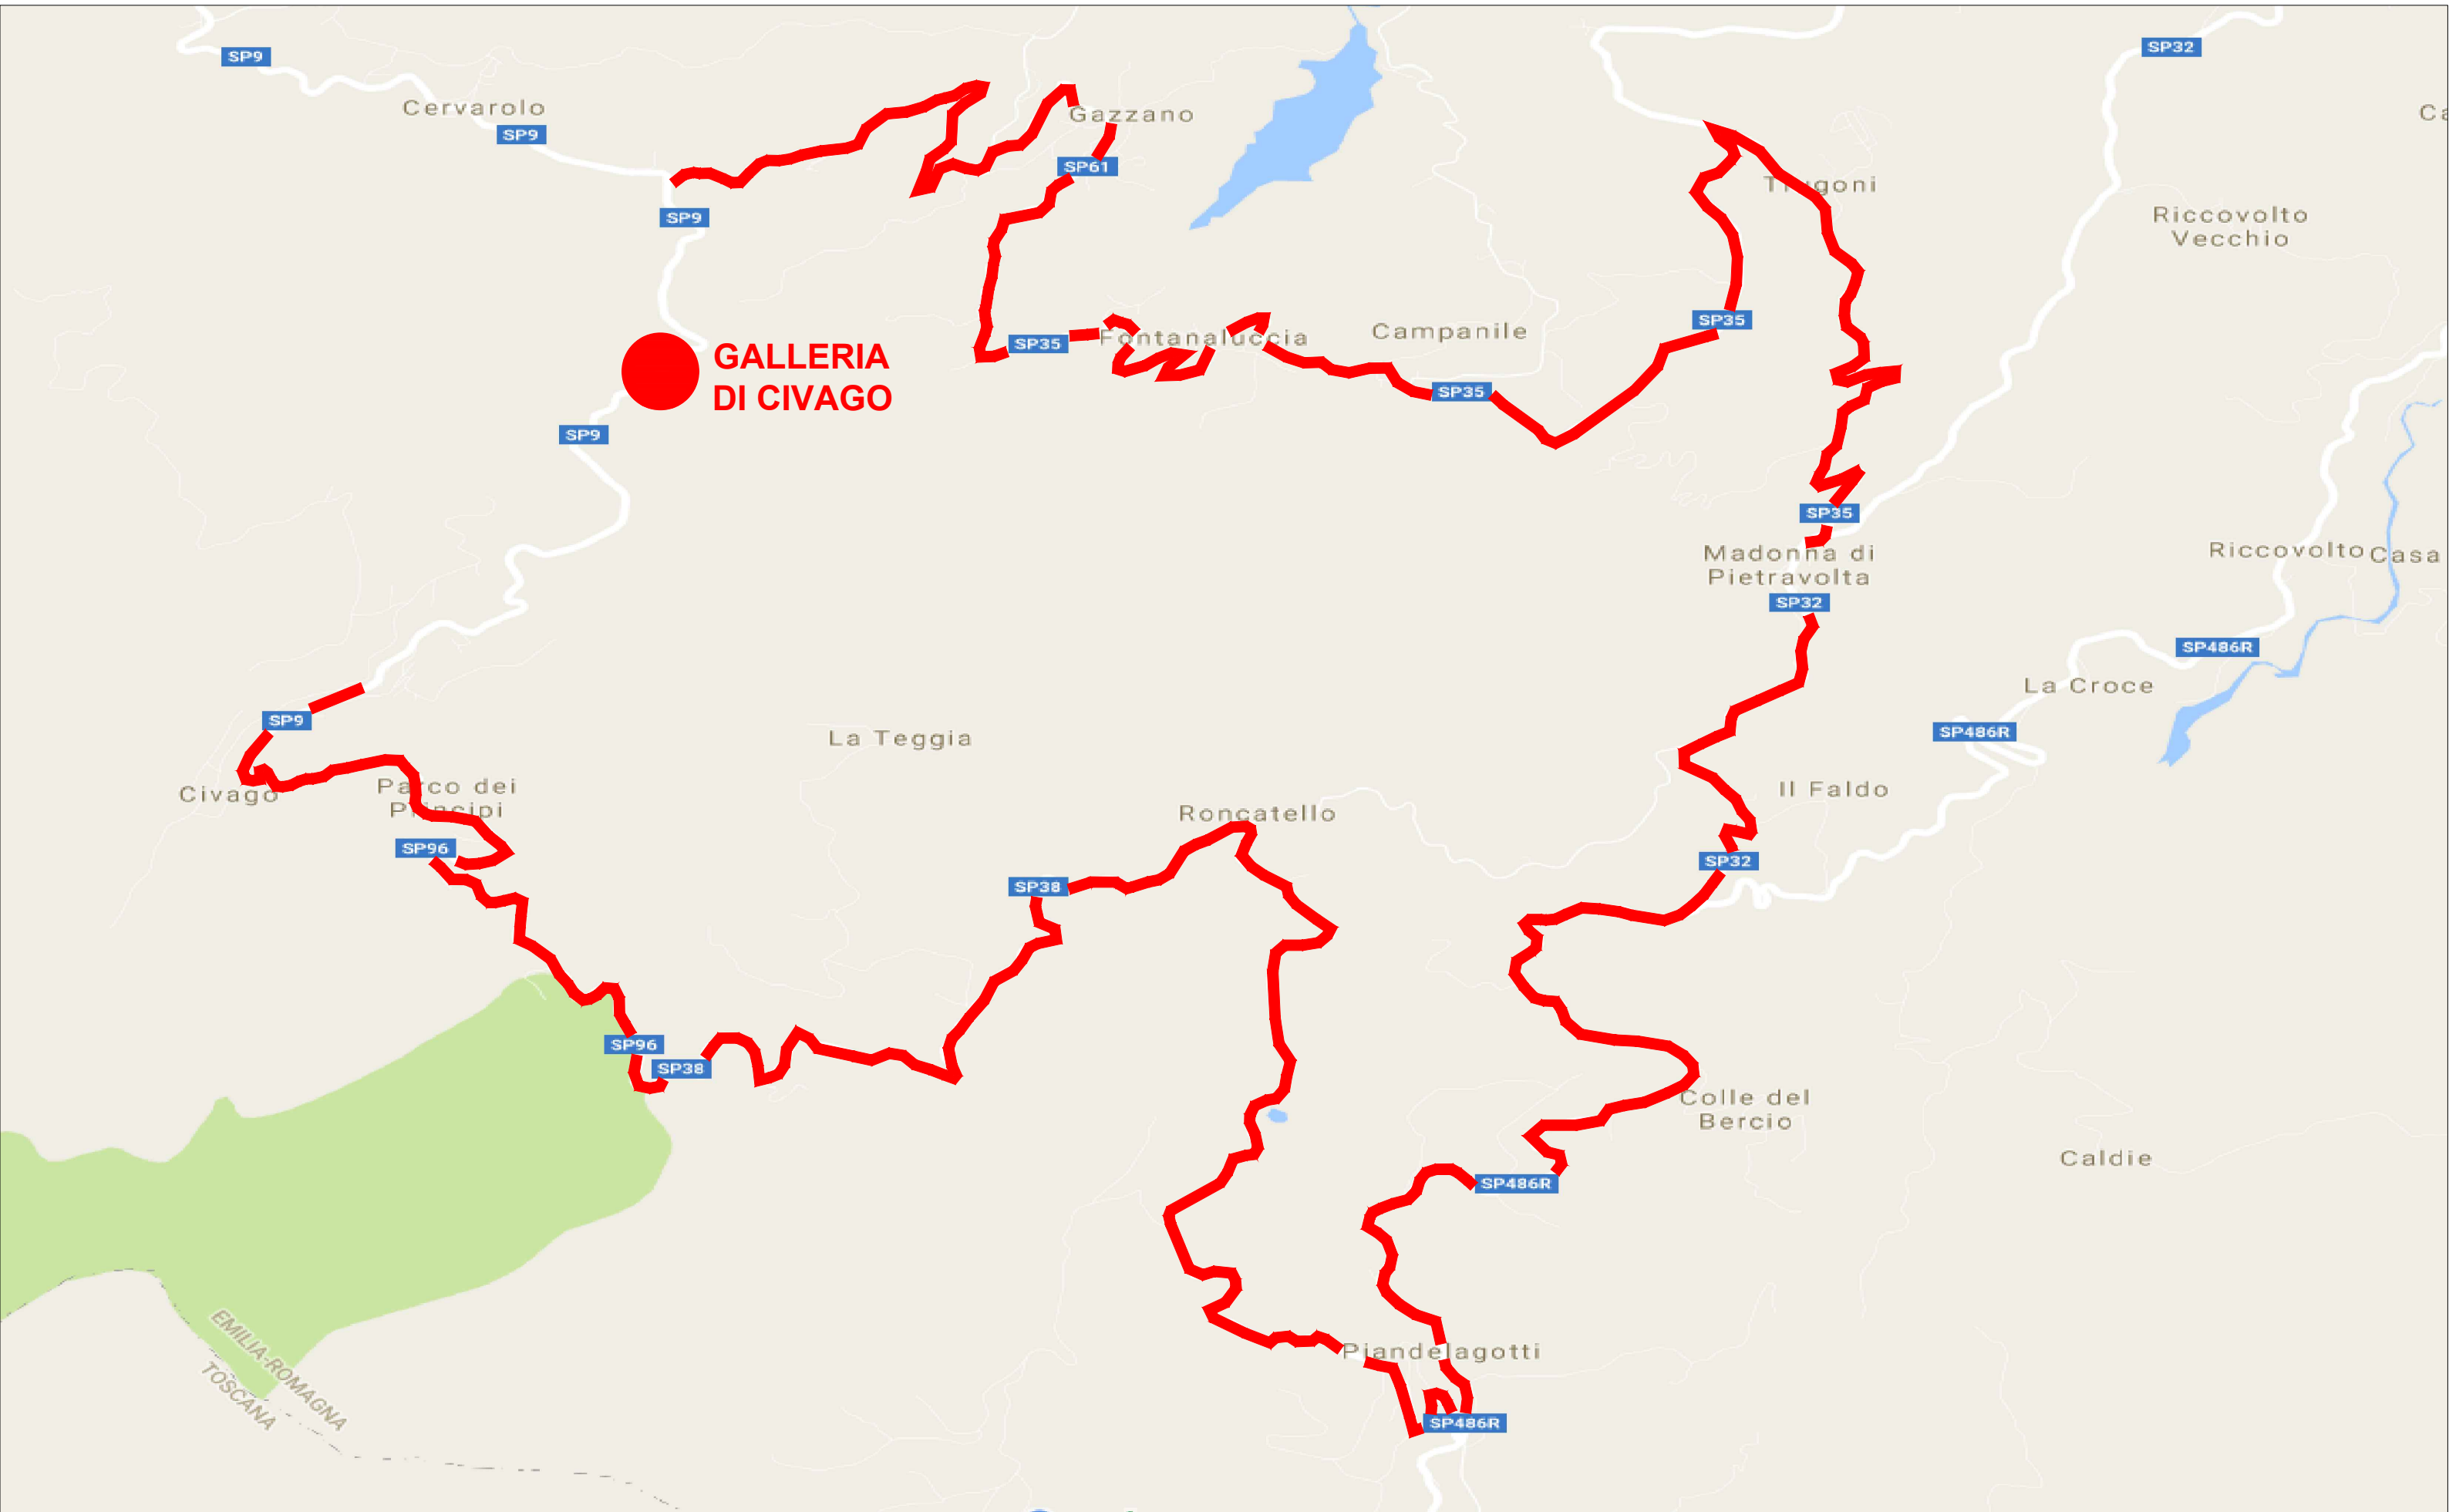 SP9
SP32
Cervarolo
SP9
Gazzano
Ca
SP61
Trugoni
SP9
Riccovolto
Vecchio
SP35
Campanile
Fontanaluccia
SP35
GALLERIA
DI CIVAGO
SP35
SP9
SP35
Madonna di
Pietravolta
Riccovolto
Casa
SP32
SP486R
La Croce
SP9
SP486R
La Teggia
Parco dei
Principi
Civago
Il Faldo
Roncatello
SP96
SP32
SP38
SP96
SP38
Colle del
Bercio
Caldie
SP486R
EMILIA-ROMAGNA
TOSCANA
Piandelagotti
SP486R